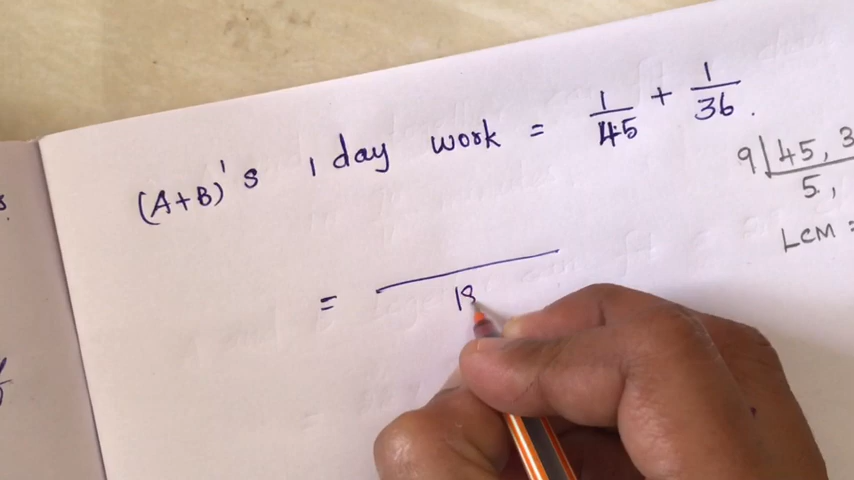 (A+B)'s 1 day work = 1/45 + 1/36.
9 | 45, 3
5,
LCM =
= 18